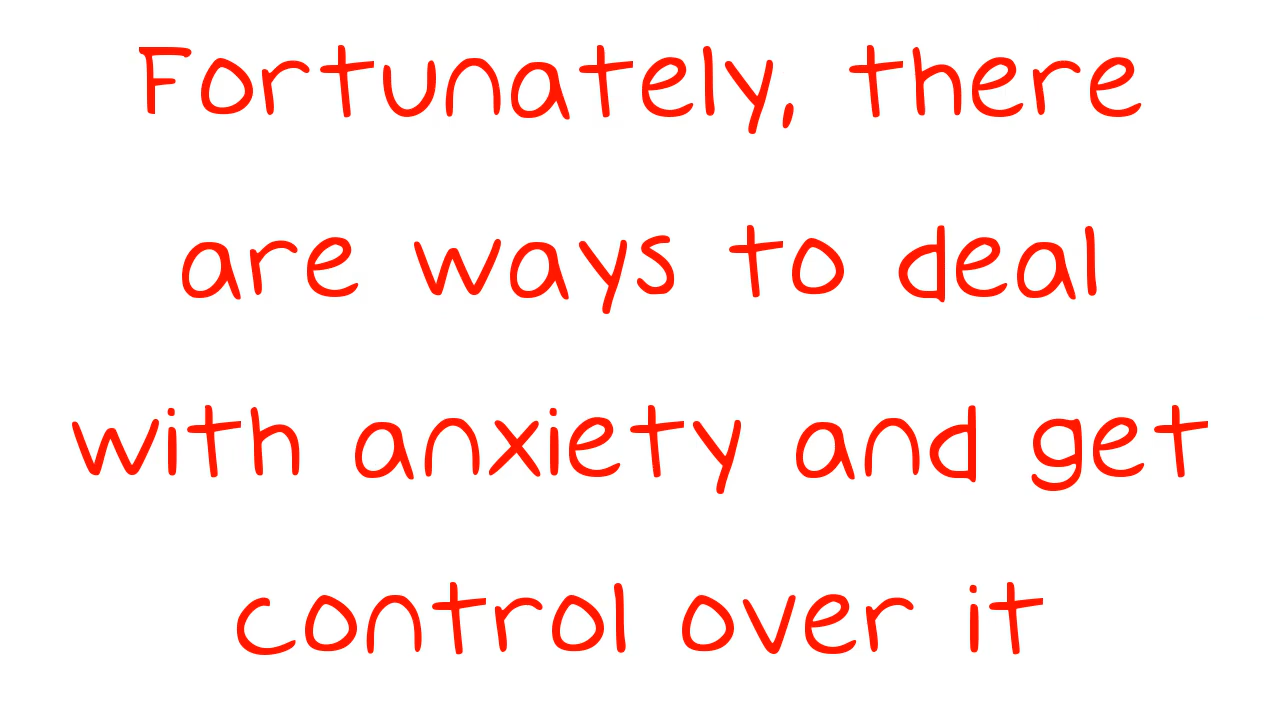 Fortunately, there
are ways to deal
with anxiety and get
control over it